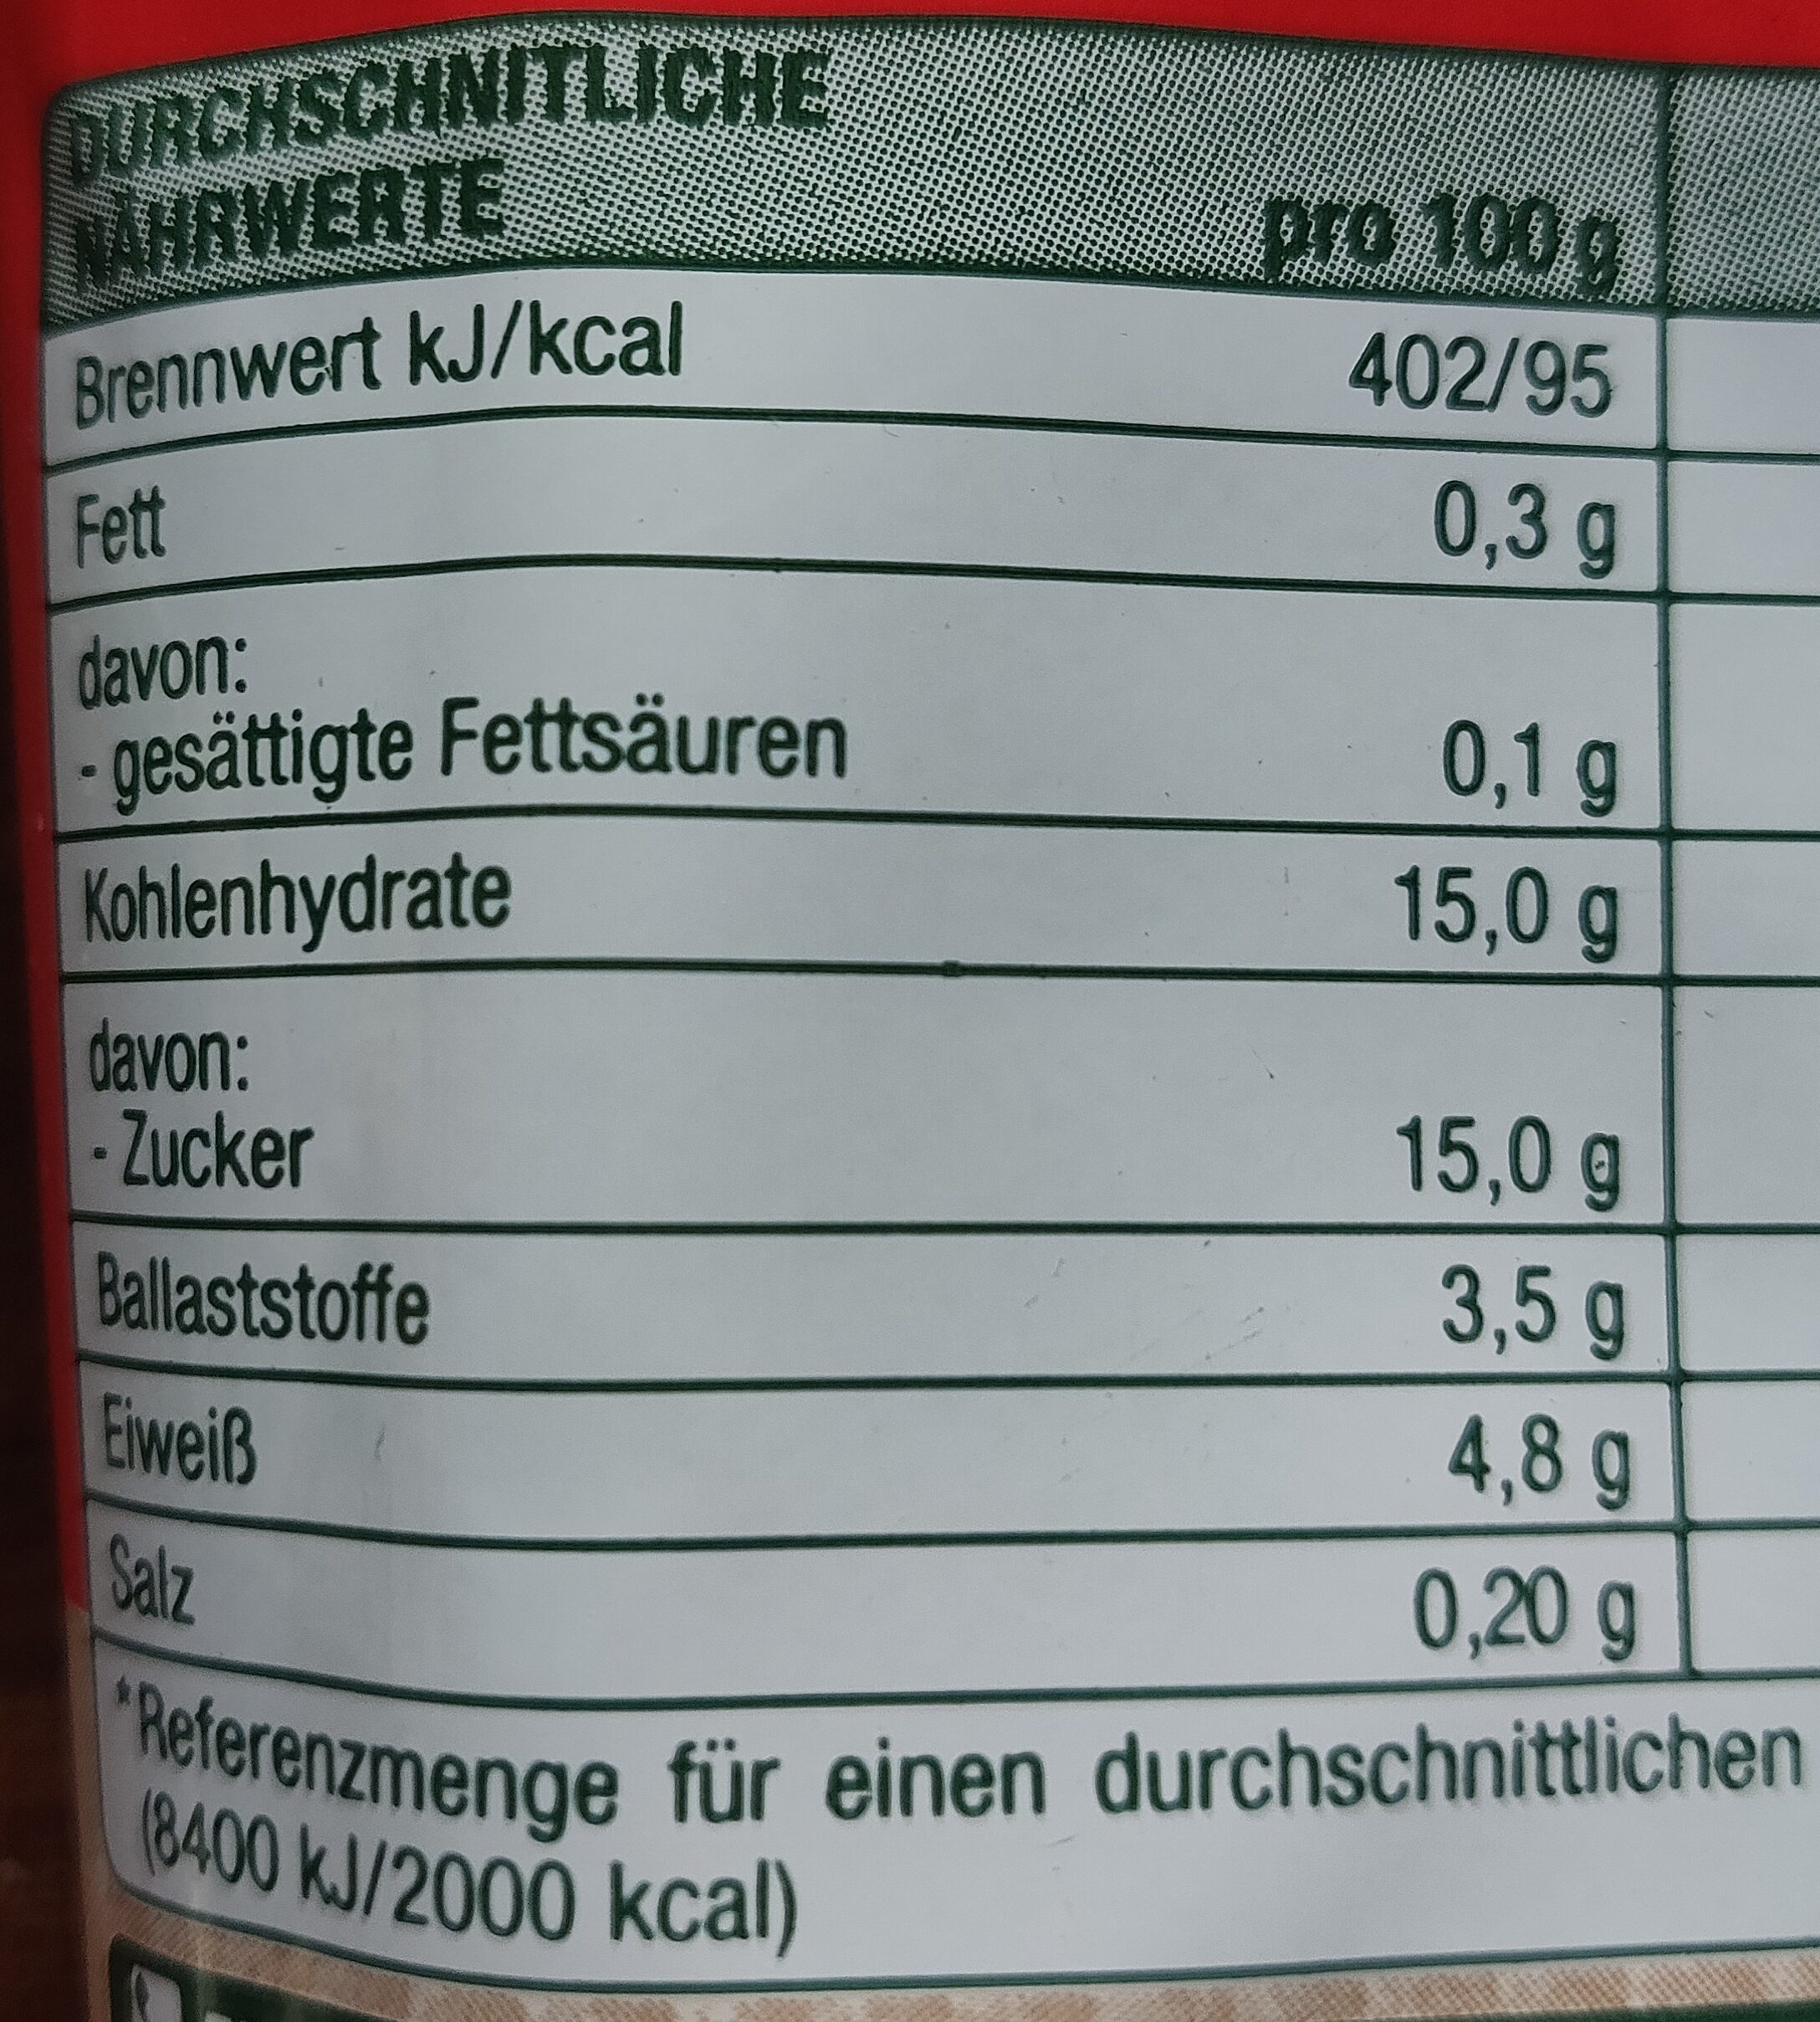 DURCHSCHNITLICHE
NÄHRWERTE pro 100 g
Brennwert kJ/kcal 402/95
Fett 0,3 g
davon:
- gesättigte Fettsäuren 0,1 g
Kohlenhydrate 15,0 g
davon:
- Zucker 15,0 g
Ballaststoffe 3,5 g
Eiweiß 4,8 g
Salz 0,20 g
*Referenzmenge für einen durchschnittlichen
(8400 kJ/2000 kcal)